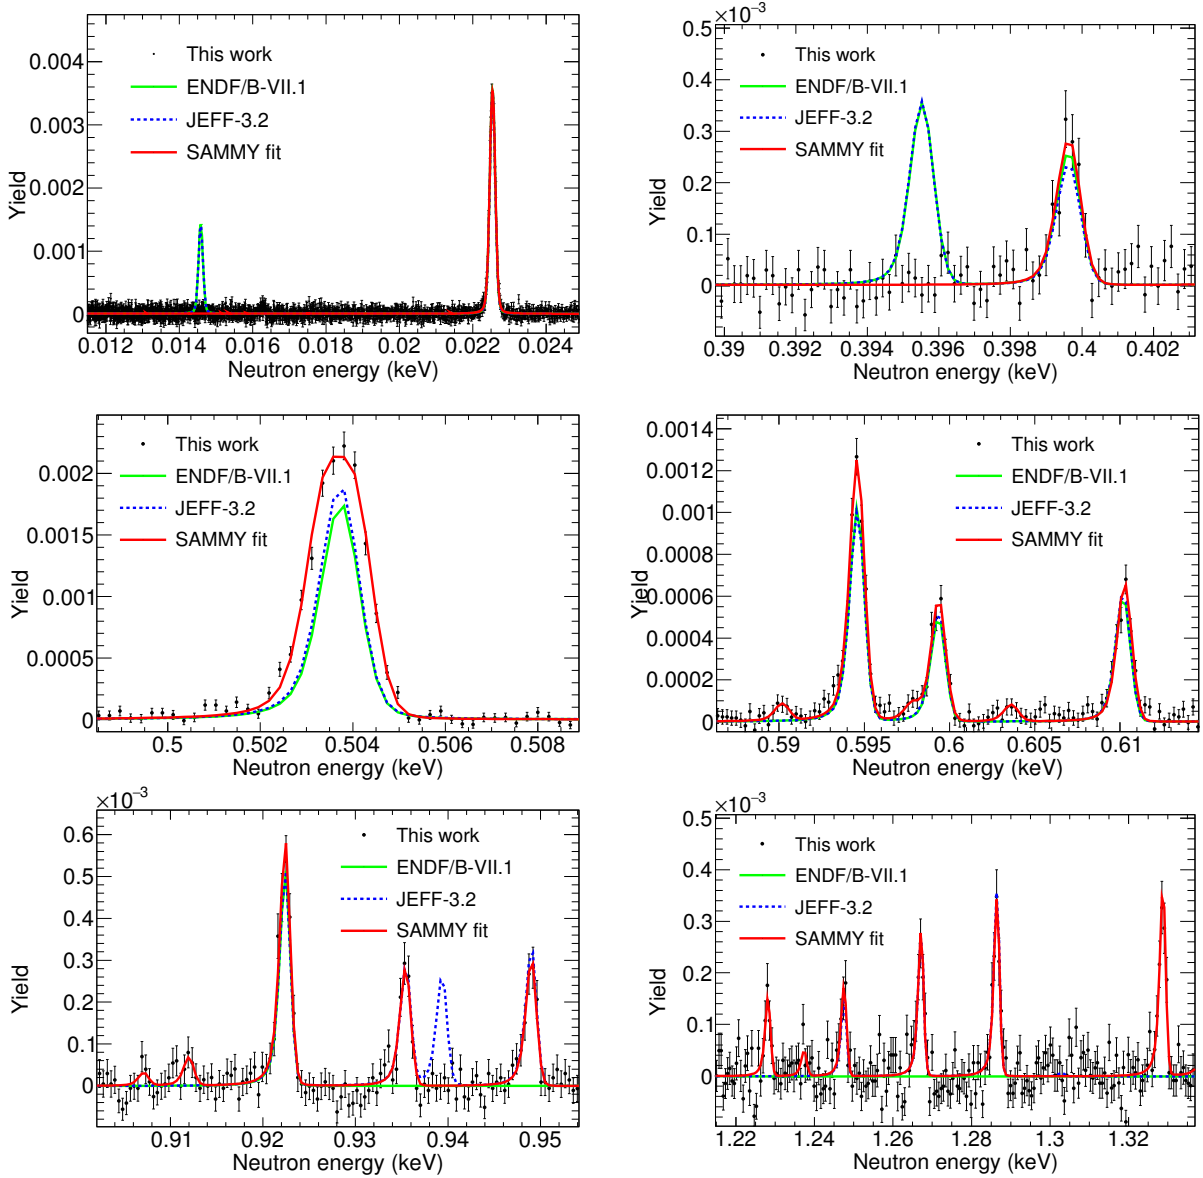 This work
ENDF/B-VII.1
JEFF-3.2
SAMMY fit
Yield
0.004
0.003
0.002
0.001
0
0.012 0.014 0.016 0.018 0.02 0.022 0.024
Neutron energy (keV)
×10⁻³
This work
ENDF/B-VII.1
JEFF-3.2
SAMMY fit
Yield
0.5
0.4
0.3
0.2
0.1
0
0.39 0.392 0.394 0.396 0.398 0.4 0.402
Neutron energy (keV)
This work
ENDF/B-VII.1
JEFF-3.2
SAMMY fit
Yield
0.002
0.0015
0.001
0.0005
0
0.5 0.502 0.504 0.506 0.508
Neutron energy (keV)
This work
ENDF/B-VII.1
JEFF-3.2
SAMMY fit
Yield
0.0014
0.0012
0.001
0.0008
0.0006
0.0004
0.0002
0
0.59 0.595 0.6 0.605 0.61
Neutron energy (keV)
×10⁻³
This work
ENDF/B-VII.1
JEFF-3.2
SAMMY fit
Yield
0.6
0.5
0.4
0.3
0.2
0.1
0
0.91 0.92 0.93 0.94 0.95
Neutron energy (keV)
×10⁻³
This work
ENDF/B-VII.1
JEFF-3.2
SAMMY fit
Yield
0.5
0.4
0.3
0.2
0.1
0
1.22 1.24 1.26 1.28 1.3 1.32
Neutron energy (keV)